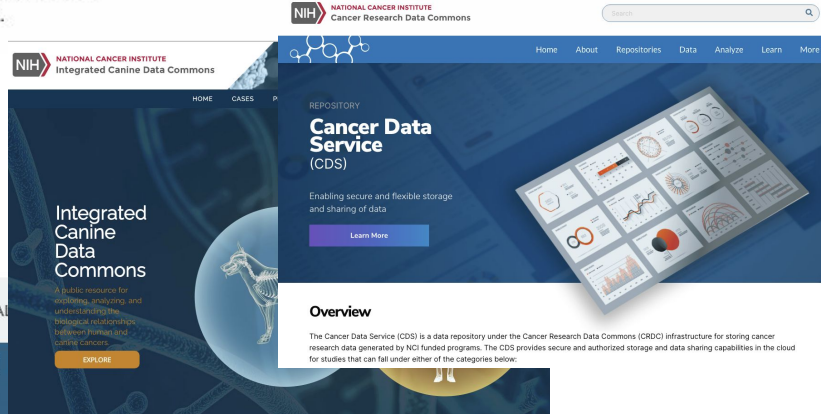 NIH NATIONAL CANCER INSTITUTE
Cancer Research Data Commons
Search
Home About Repositories Data Analyze Learn More
REPOSITORY
Cancer Data
Service
(CDS)
Enabling secure and flexible storage
and sharing of data
Learn More
Overview
The Cancer Data Service (CDS) is a data repository under the Cancer Research Data Commons (CRDC) infrastructure for storing cancer
research data generated by NCI funded programs. The CDS provides secure and authorized storage and data sharing capabilities in the cloud
for studies that can fall under either of the categories below:
NIH NATIONAL CANCER INSTITUTE
Integrated Canine Data Commons
HOME CASES
Integrated
Canine
Data
Commons
A public resource for
exploring, analyzing, and
understanding the
biological relationships
between human and
canine cancers
EXPLORE